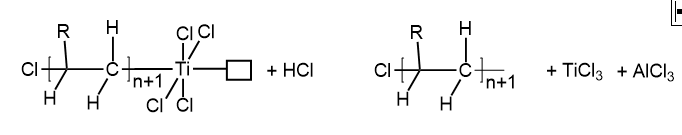 R H Cl Cl R H
Cl [ C ]n+1 Ti + HCl Cl [ C ]n+1 + TiCl3 + AlCl3
H H Cl Cl H H